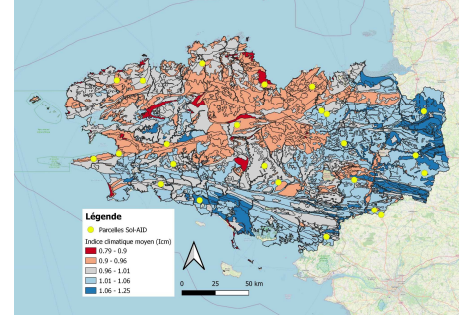 Légende
Parcelles Sol-AID
Indice climatique moyen (Icm)
0.79 - 0.9
0.9 - 0.96
0.96 - 1.01
1.01 - 1.06
1.06 - 1.25
0 25 50 km